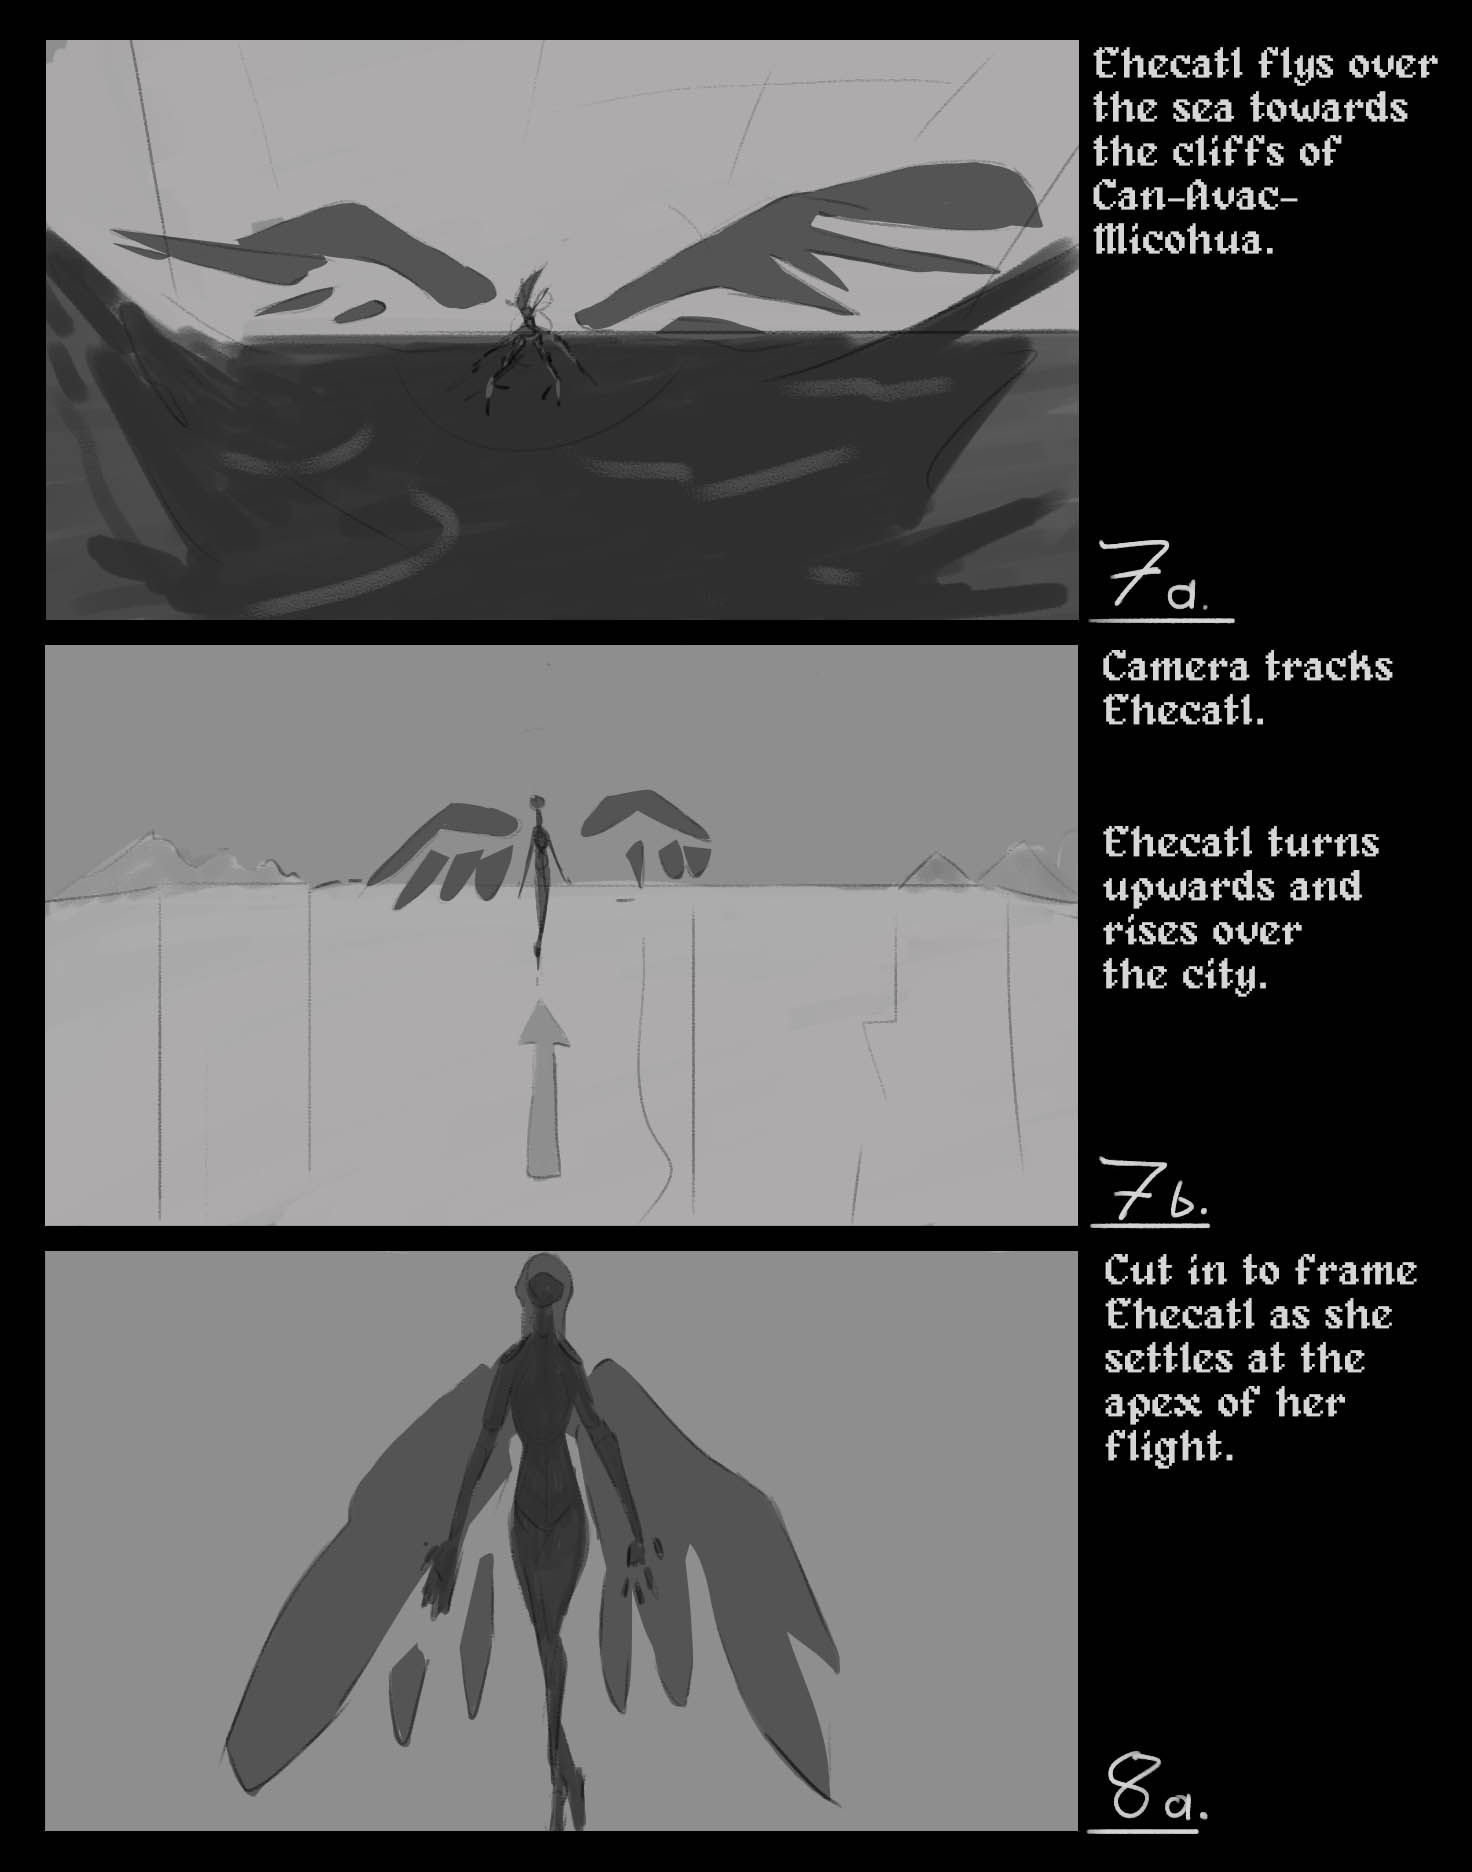 Ehecatl flys over
the sea towards
the cliffs of
Can-Avac-
Micohua.
7a.
Camera tracks
Ehecatl.
Ehecatl turns
upwards and
rises over
the city.
7b.
Cut in to frame
Ehecatl as she
settles at the
apex of her
flight.
8a.